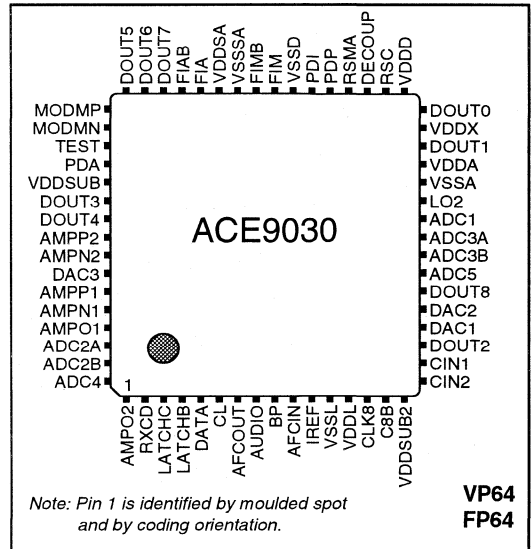 DOUT5
DOUT6
DOUT7
FIAB
FIA
VDDSA
VSSSA
FIMB
FIM
VSSD
PDI
PDP
RSMA
DECOUP
RSC
VDDD
MODMP
MODMN
TEST
PDA
VDDSUB
DOUT3
DOUT4
AMPP2
AMPN2
DAC3
AMPP1
AMPN1
AMPO1
ADC2A
ADC2B
ADC4
ACE9030
1
DOUT0
VDDX
DOUT1
VDDA
VSSA
LO2
ADC1
ADC3A
ADC3B
ADC5
DOUT8
DAC2
DAC1
DOUT2
CIN1
CIN2
AMPO2
RXCD
LATCHC
LATCHB
DATA
CL
AFCOUT
AUDIO
BP
AFCIN
IREF
VSSL
VDDL
CLK8
C8B
VDDSUB2
Note: Pin 1 is identified by moulded spot
and by coding orientation.
VP64
FP64